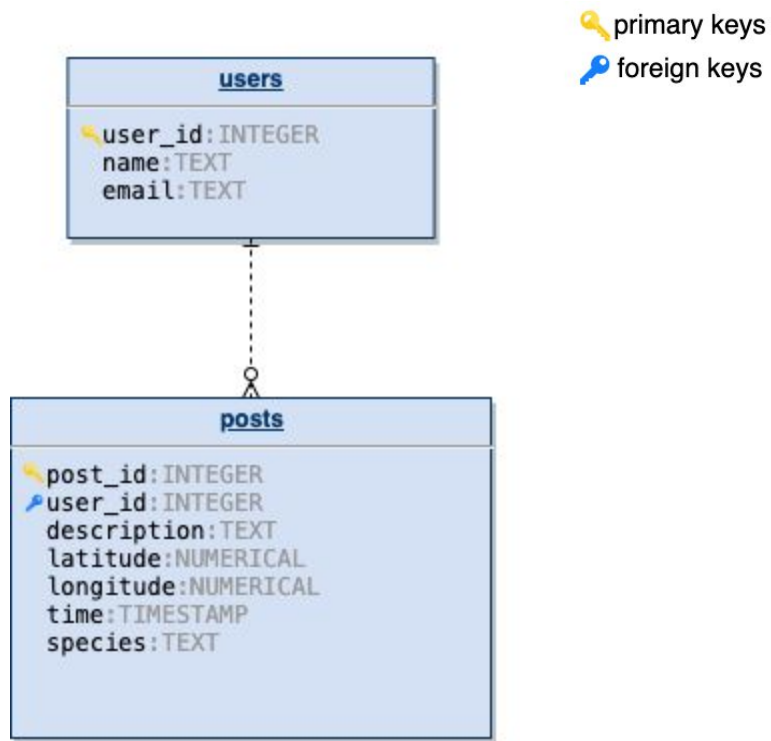 primary keys
foreign keys
users
user_id:INTEGER
name:TEXT
email:TEXT
posts
post_id:INTEGER
user_id:INTEGER
description:TEXT
latitude:NUMERICAL
longitude:NUMERICAL
time:TIMESTAMP
species:TEXT